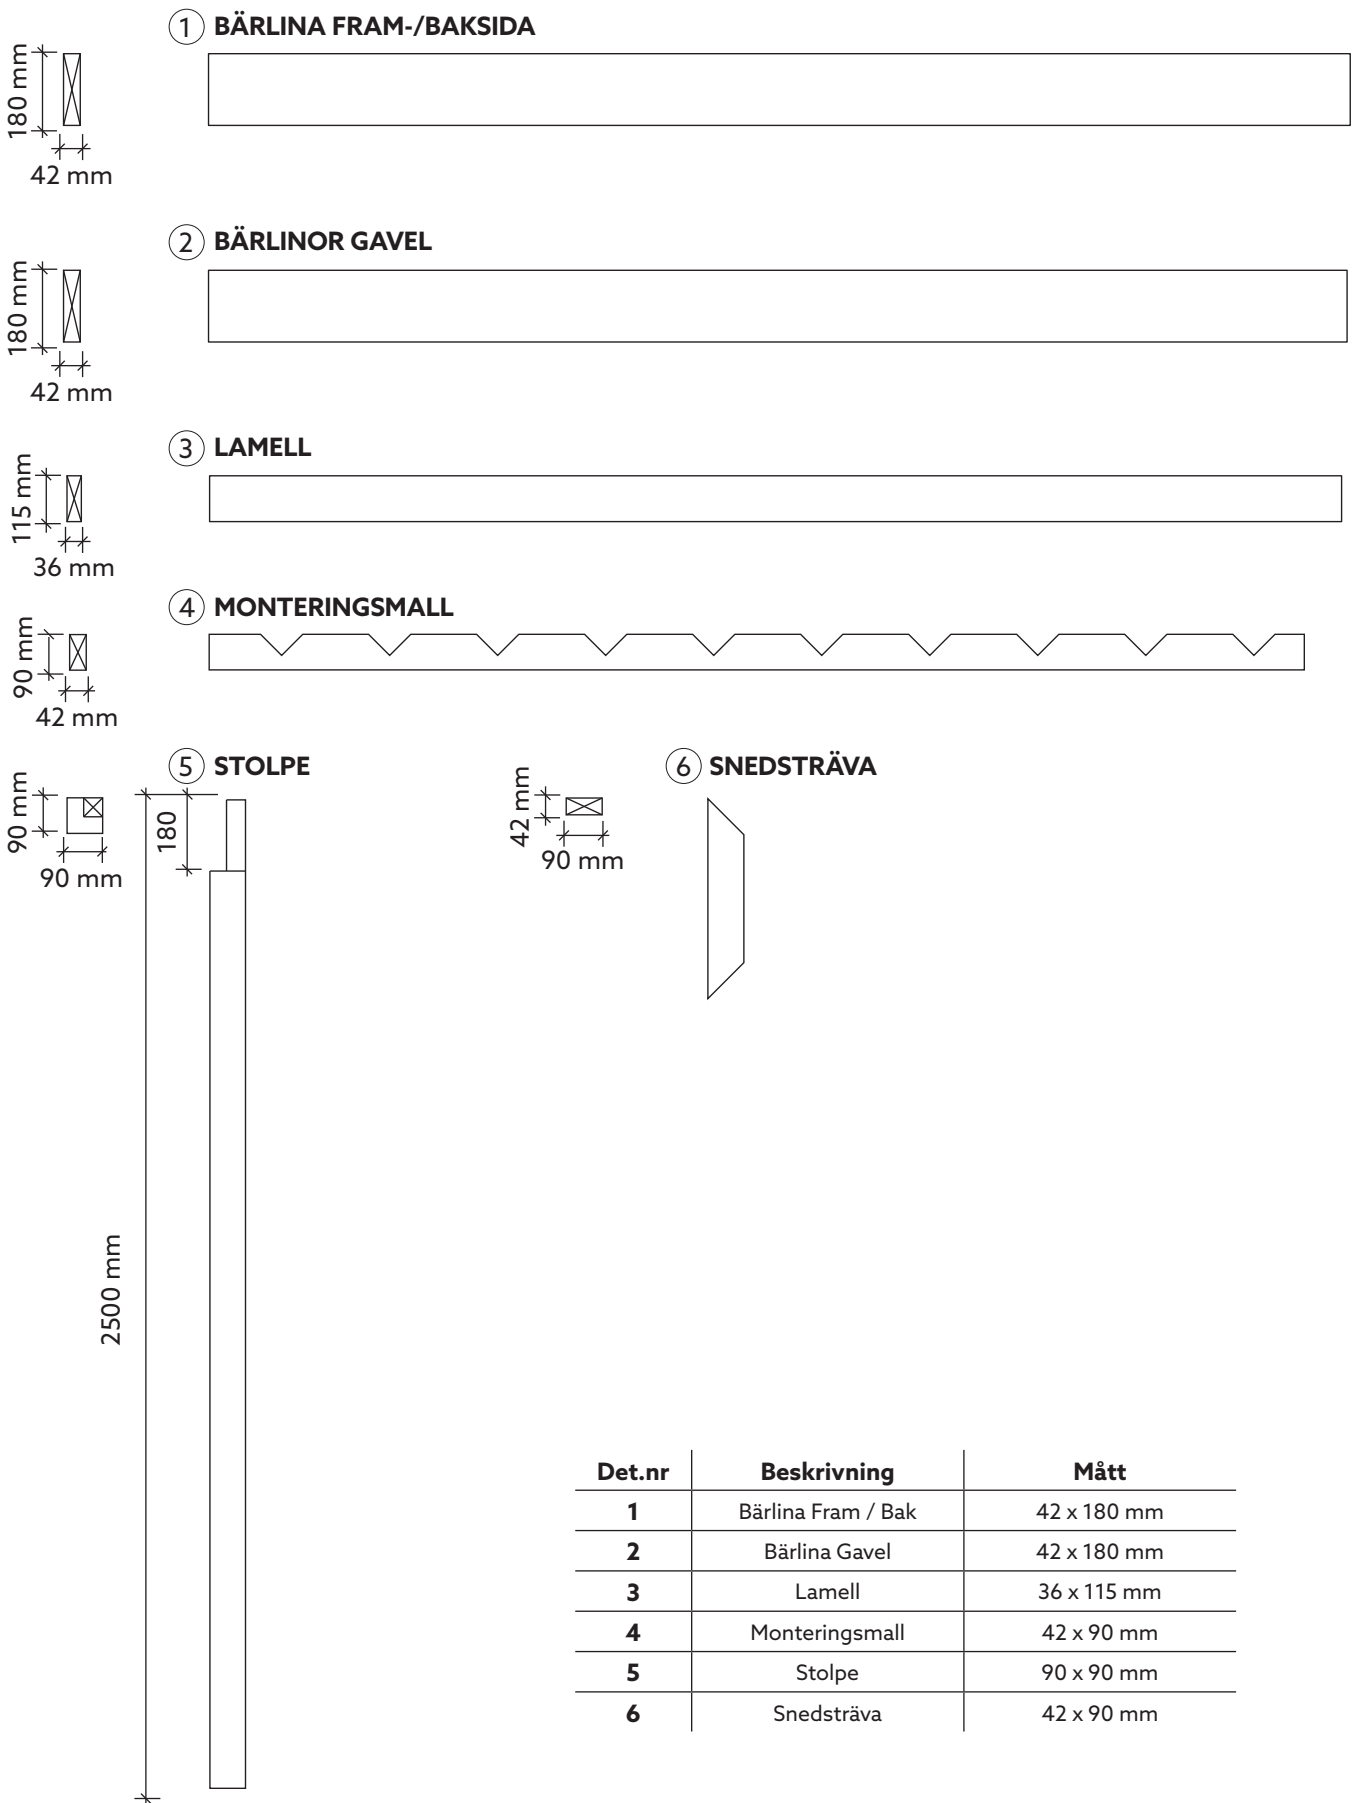 1 BÄRLINA FRAM-/BAKSIDA
180 mm
42 mm
2 BÄRLINOR GAVEL
180 mm
42 mm
3 LAMELL
115 mm
36 mm
4 MONTERINGSMALL
90 mm
42 mm
5 STOLPE
90 mm
90 mm
180
2500 mm
6 SNEDSTRÄVA
42 mm
90 mm
Det.nr Beskrivning Mått
1 Bärlina Fram / Bak 42 x 180 mm
2 Bärlina Gavel 42 x 180 mm
3 Lamell 36 x 115 mm
4 Monteringsmall 42 x 90 mm
5 Stolpe 90 x 90 mm
6 Snedsträva 42 x 90 mm